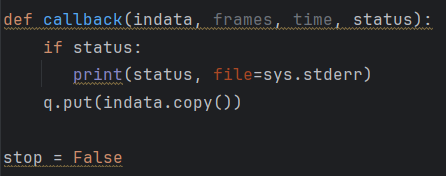 def callback(indata, frames, time, status):
    if status:
        print(status, file=sys.stderr)
    q.put(indata.copy())
stop = False